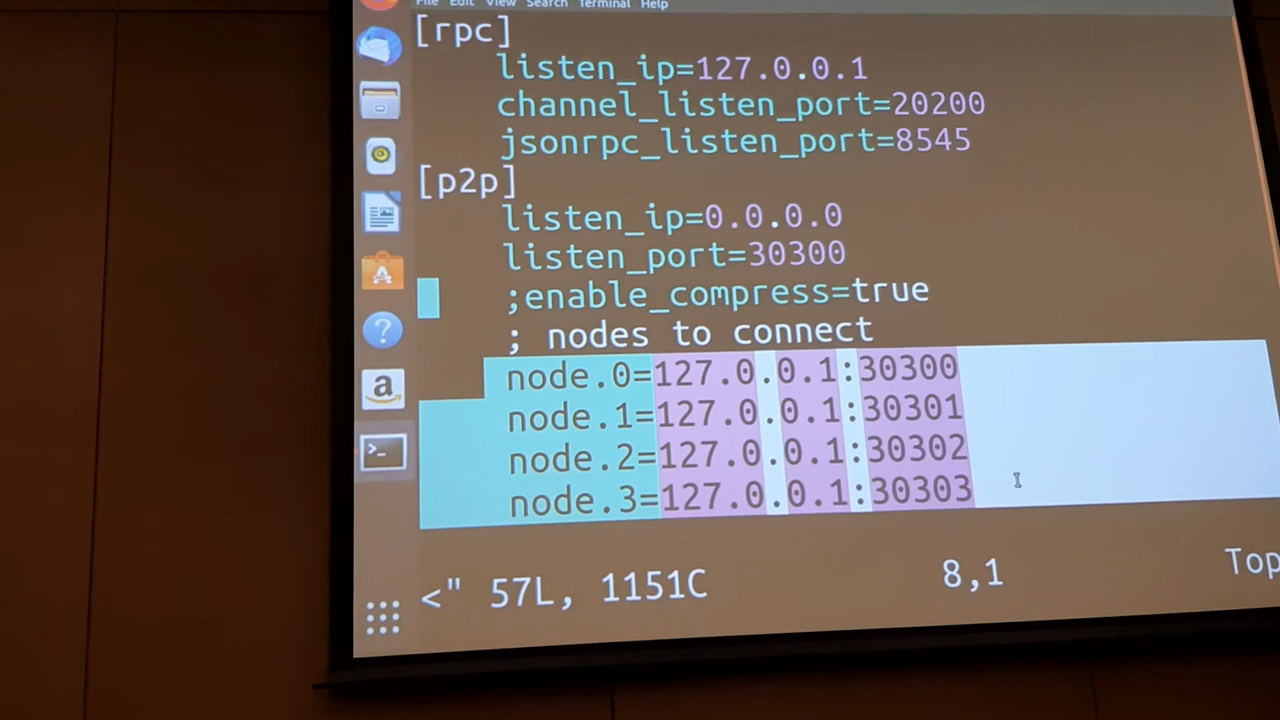 File Edit View Search Terminal Help
[rpc]
listen_ip=127.0.0.1
channel_listen_port=20200
jsonrpc_listen_port=8545
[p2p]
listen_ip=0.0.0.0
listen_port=30300
;enable_compress=true
; nodes to connect
node.0=127.0.0.1:30300
node.1=127.0.0.1:30301
node.2=127.0.0.1:30302
node.3=127.0.0.1:30303
<" 57L, 1151C 8,1 Top